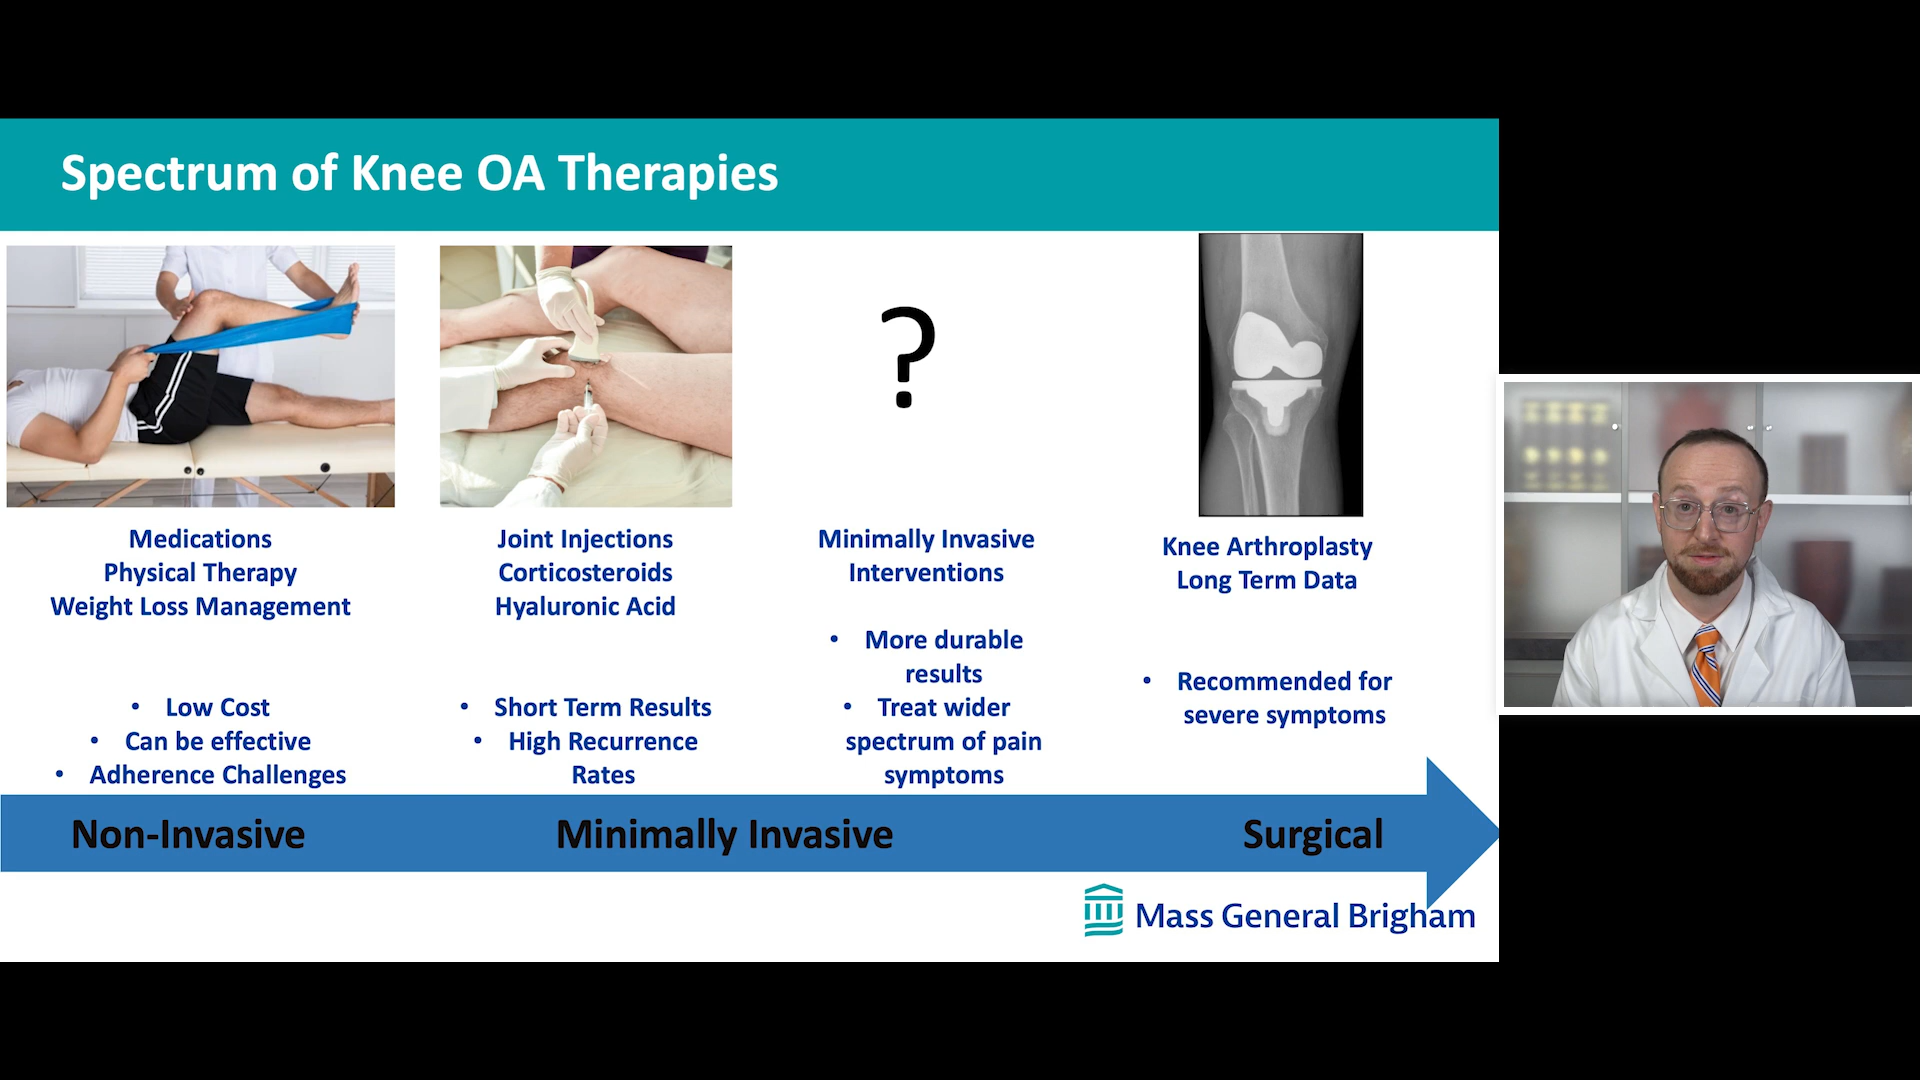 Spectrum of Knee OA Therapies
?
Medications
Physical Therapy
Weight Loss Management
• Low Cost
• Can be effective
• Adherence Challenges
Joint Injections
Corticosteroids
Hyaluronic Acid
• Short Term Results
• High Recurrence
Rates
Minimally Invasive
Interventions
• More durable
results
• Treat wider
spectrum of pain
symptoms
Knee Arthroplasty
Long Term Data
• Recommended for
severe symptoms
Non-Invasive
Minimally Invasive
Surgical
Mass General Brigham